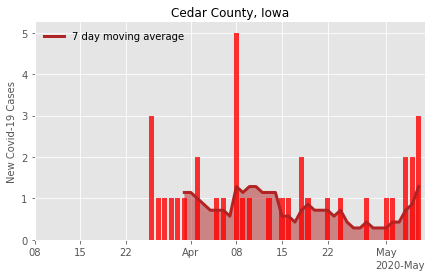 Cedar County, Iowa
7 day moving average
New Covid-19 Cases
5
4
3
2
1
0
08
15
22
Apr
08
15
22
May
2020-May